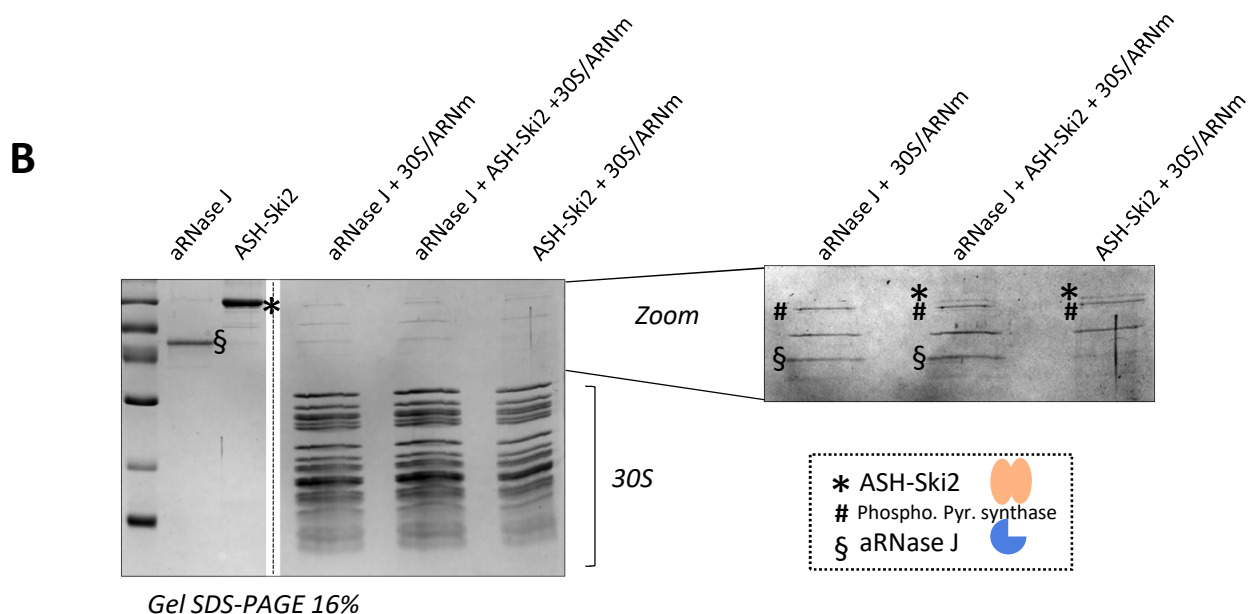 B
aRNase J
ASH-Ski2
aRNase J + 30S/ARNm
aRNase J + ASH-Ski2 +30S/ARNm
ASH-Ski2 + 30S/ARNm
§
*
Gel SDS-PAGE 16%
30S
Zoom
aRNase J + 30S/ARNm
aRNase J + ASH-Ski2 + 30S/ARNm
ASH-Ski2 + 30S/ARNm
* *
# # #
§ §
* ASH-Ski2
# Phospho. Pyr. synthase
§ aRNase J